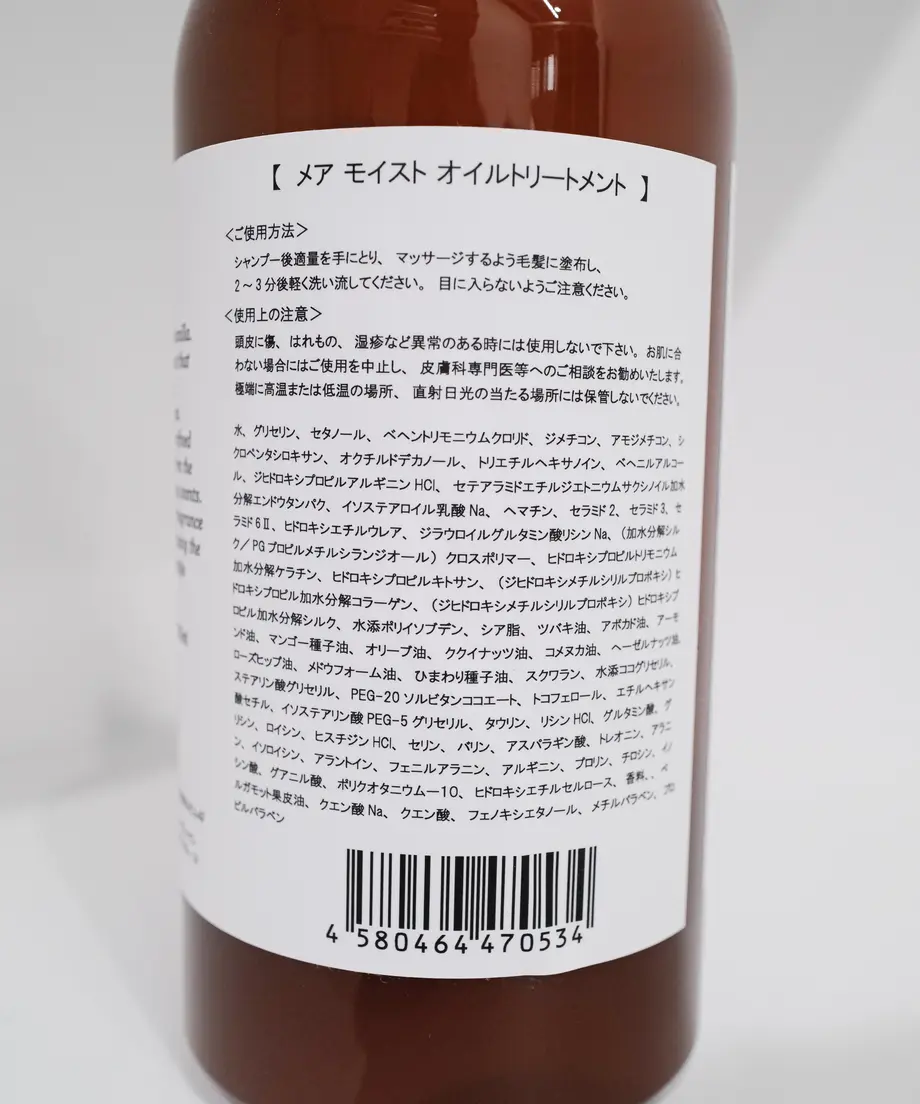 【 メア モイスト オイルトリートメント 】
<ご使用方法>
シャンプー後適量を手にとり、 マッサージするよう毛髪に塗布し、
2～3分後軽く洗い流してください。 目に入らないようご注意ください。
<使用上の注意>
頭皮に傷、はれもの、 湿疹など異常のある時には使用しないで下さい。 お肌に合
わない場合にはご使用を中止し、 皮膚科専門医等へのご相談をお勧めいたします。
極端に高温または低温の場所、 直射日光の当たる場所には保管しないでください。
水、グリセリン、 セタノール、 ベヘントリモニウムクロリド、 ジメチコン、 アモジメチコン、シ
クロペンタシロキサン、 オクチルドデカノール、 トリエチルヘキサノイン、 ベヘニルアルコー
ル、ジヒドロキシプロピルアルギニンHCl、 セテアラミドエチルジエトニウムサクシノイル加水
分解エンドウタンパク、 イソステアロイル乳酸Na、 ヘマチン、 セラミド2、 セラミド3、セ
ラミド6Ⅱ、ヒドロキシエチルウレア、 ジラウロイルグルタミン酸リシンNa、（加水分解シル
ク／PGプロピルメチルシランジオール）クロスポリマー、 ヒドロキシプロピルトリモニウム
加水分解ケラチン、ヒドロキシプロピルキトサン、（ジヒドロキシメチルシリルプロポキシ）ヒ
ドロキシプロピル加水分解コラーゲン、（ジヒドロキシメチルシリルプロポキシ）ヒドロキシプ
ロピル加水分解シルク、 水添ポリイソブデン、 シア脂、 ツバキ油、 アボカド油、 アーモ
ンド油、マンゴー種子油、 オリーブ油、 ククイナッツ油、 コメヌカ油、 ヘーゼルナッツ油、
ローズヒップ油、 メドウフォーム油、 ひまわり種子油、 スクワラン、 水添ココグリセリル、
ステアリン酸グリセリル、 PEG-20ソルビタンココエート、 トコフェロール、 エチルヘキサン
酸セチル、イソステアリン酸PEG-5グリセリル、 タウリン、 リシンHCl、 グルタミン酸、グ
リシン、 ロイシン、 ヒスチジンHCl、 セリン、 バリン、 アスパラギン酸、 トレオニン、アラニ
ン、イソロイシン、 アラントイン、 フェニルアラニン、 アルギニン、 プロリン、 チロシン、 イノ
シン酸、グアニル酸、 ポリクオタニウム－10、 ヒドロキシエチルセルロース、 香料、、 ベ
ルガモット果皮油、 クエン酸Na、 クエン酸、 フェノキシエタノール、 メチルパラベン、 プロ
ピルパラベン
4 580464 470534